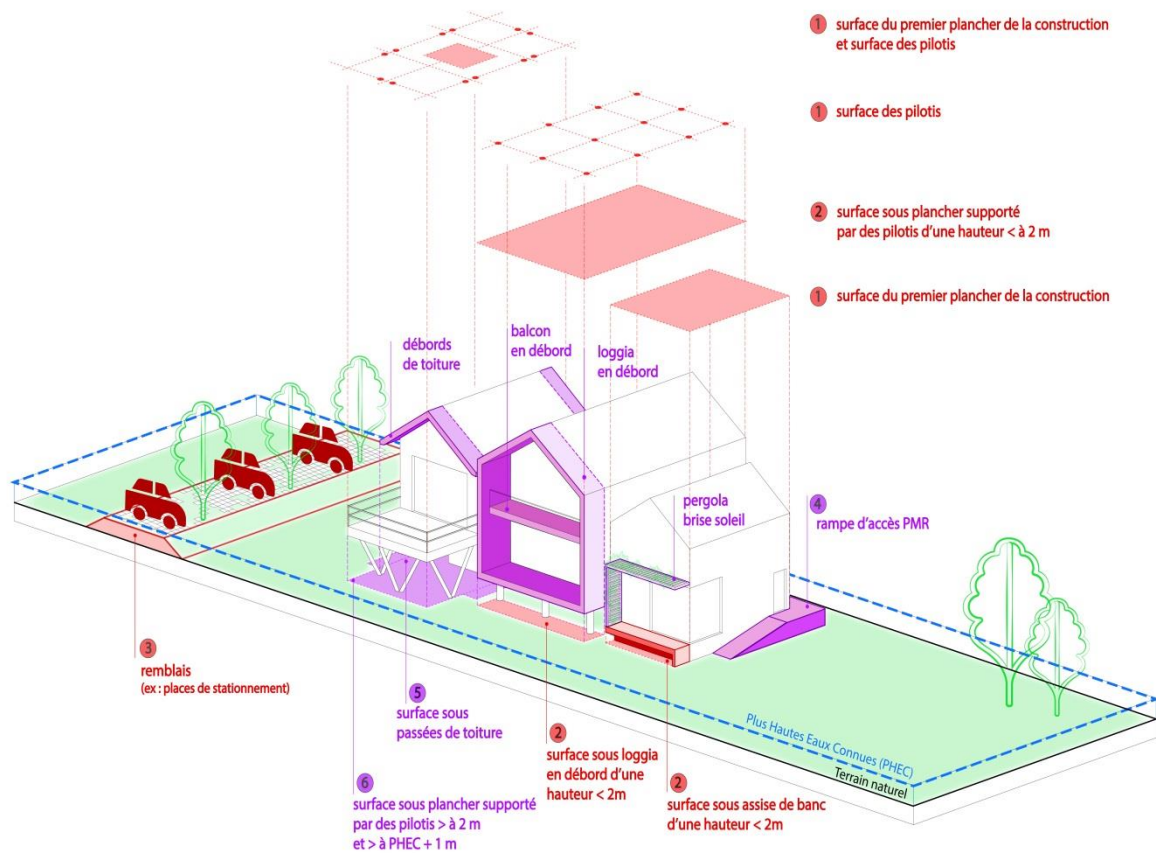 1 surface du premier plancher de la construction
et surface des pilotis
1 surface des pilotis
2 surface sous plancher supporté
par des pilotis d'une hauteur < à 2 m
1 surface du premier plancher de la construction
débords
de toiture
balcon
en débord
loggia
en débord
pergola
brise soleil
4
rampe d'accès PMR
3
remblais
(ex : places de stationnement)
5
surface sous
passées de toiture
2
surface sous loggia
en débord d'une
hauteur < 2m
6
surface sous plancher supporté
par des pilotis > à 2 m
et > à PHEC + 1 m
2
surface sous assise de banc
d'une hauteur < 2m
Plus Hautes Eaux Connues (PHEC)
Terrain naturel